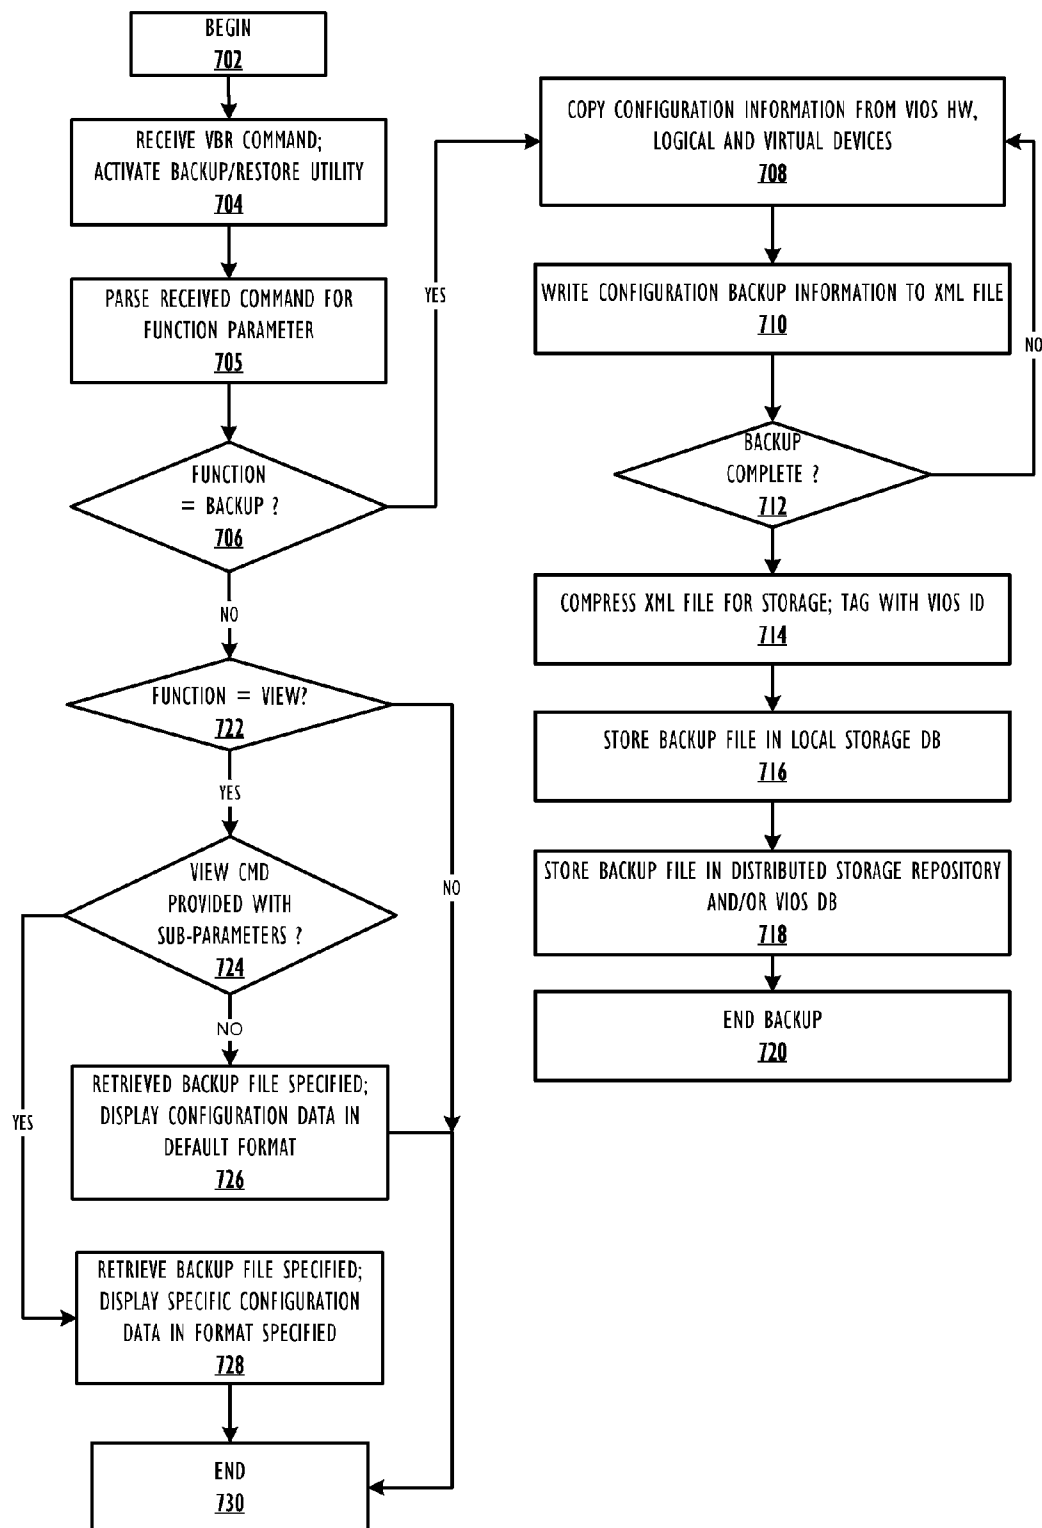 BEGIN
702
RECEIVE VBR COMMAND;
ACTIVATE BACKUP/RESTORE UTILITY
704
PARSE RECEIVED COMMAND FOR
FUNCTION PARAMETER
705
FUNCTION
= BACKUP ?
706
YES
NO
FUNCTION = VIEW?
722
YES
NO
VIEW CMD
PROVIDED WITH
SUB-PARAMETERS ?
724
NO
YES
RETRIEVED BACKUP FILE SPECIFIED;
DISPLAY CONFIGURATION DATA IN
DEFAULT FORMAT
726
RETRIEVE BACKUP FILE SPECIFIED;
DISPLAY SPECIFIC CONFIGURATION
DATA IN FORMAT SPECIFIED
728
END
730
COPY CONFIGURATION INFORMATION FROM VIOS HW,
LOGICAL AND VIRTUAL DEVICES
708
WRITE CONFIGURATION BACKUP INFORMATION TO XML FILE
710
NO
BACKUP
COMPLETE ?
712
COMPRESS XML FILE FOR STORAGE; TAG WITH VIOS ID
714
STORE BACKUP FILE IN LOCAL STORAGE DB
716
STORE BACKUP FILE IN DISTRIBUTED STORAGE REPOSITORY
AND/OR VIOS DB
718
END BACKUP
720